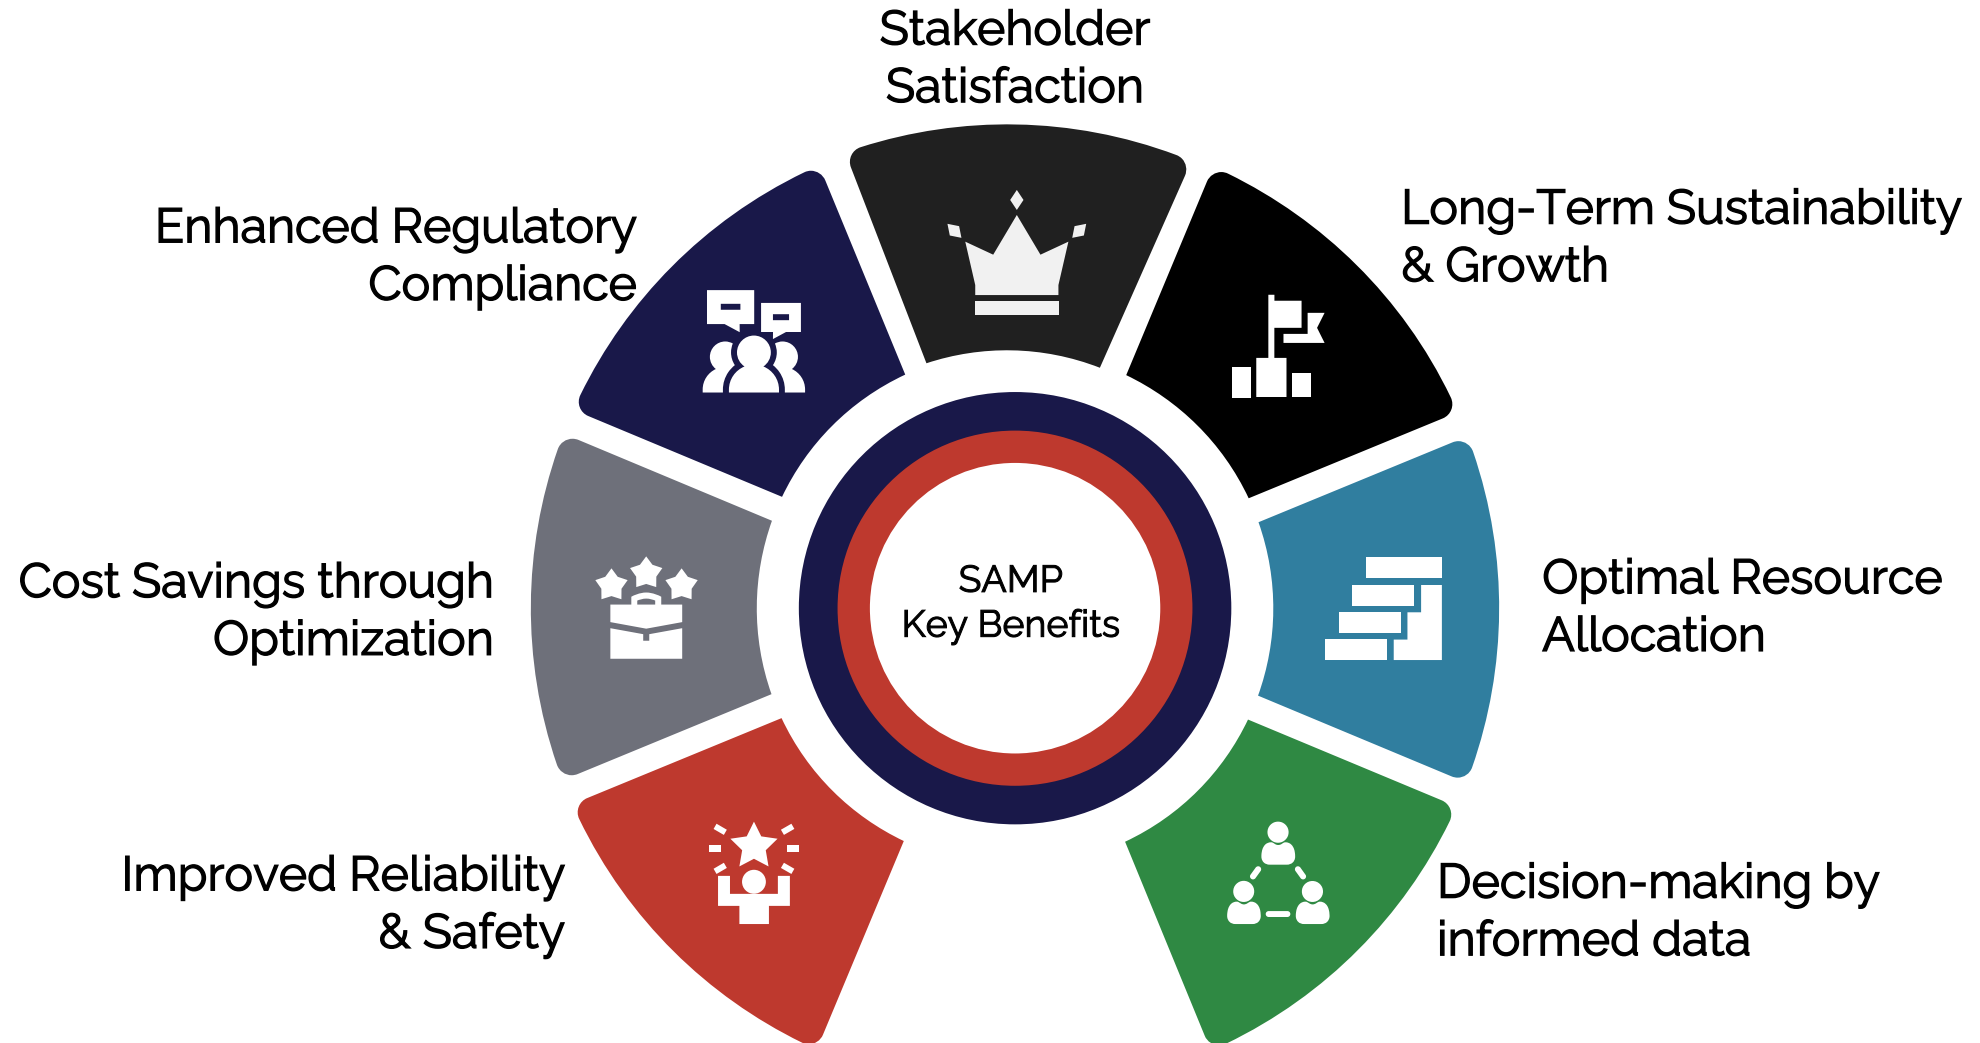 Stakeholder
Satisfaction
Enhanced Regulatory
Compliance
Long-Term Sustainability
& Growth
Cost Savings through
Optimization
SAMP
Key Benefits
Optimal Resource
Allocation
Improved Reliability
& Safety
Decision-making by
informed data